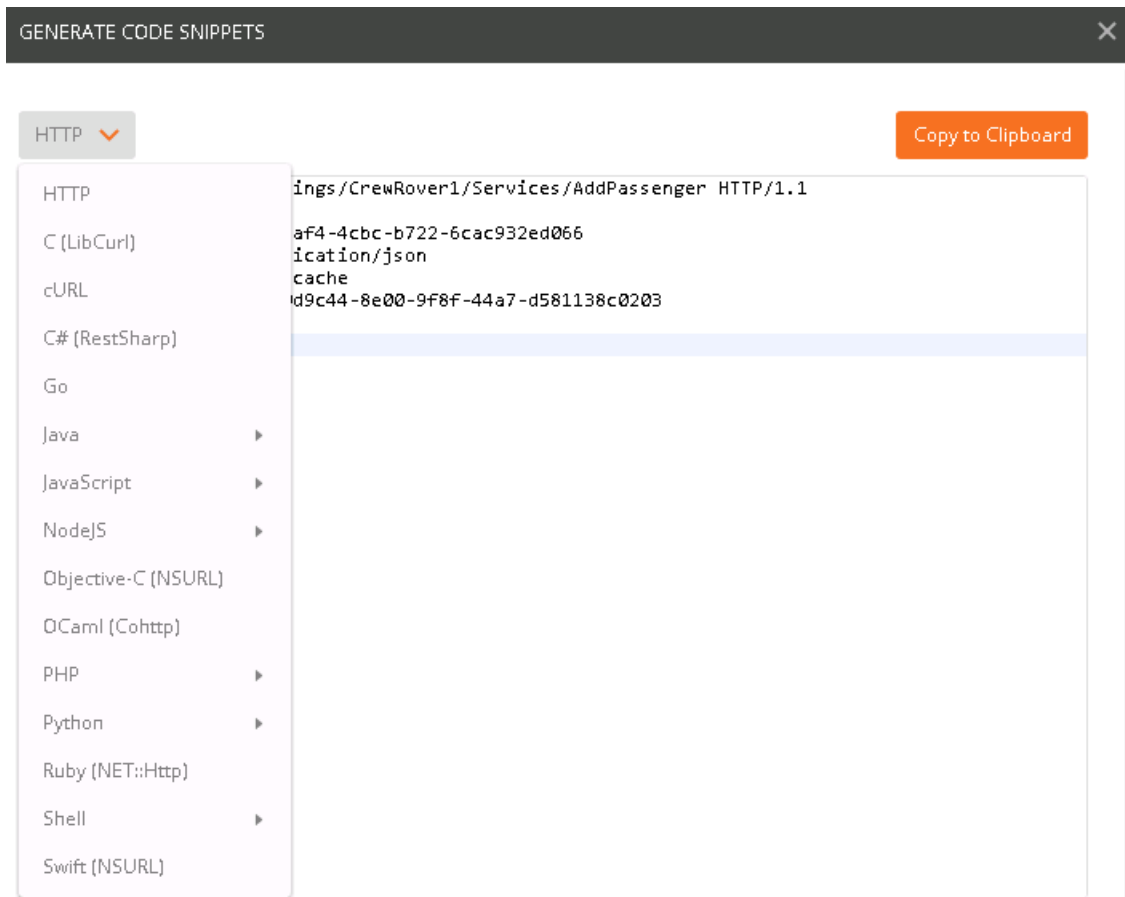 GENERATE CODE SNIPPETS
HTTP
Copy to Clipboard
HTTP
C (LibCurl)
cURL
C# (RestSharp)
Go
Java
JavaScript
NodeJS
Objective-C (NSURL)
OCaml (Cohttp)
PHP
Python
Ruby (NET::Http)
Shell
Swift (NSURL)
ings/CrewRover1/Services/AddPassenger HTTP/1.1
af4-4cbc-b722-6cac932ed066
ication/json
cache
d9c44-8e00-9f8f-44a7-d581138c0203